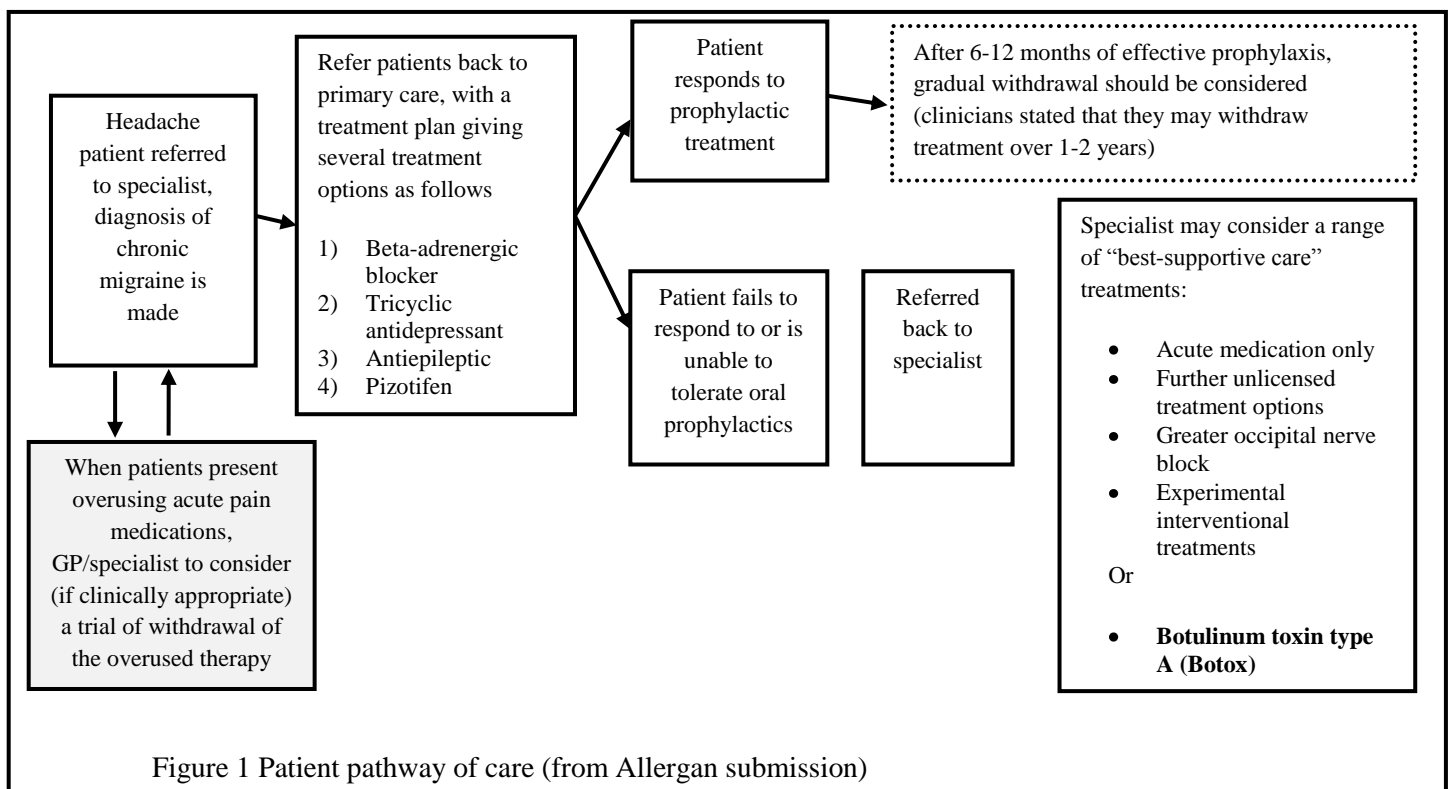 Headache
patient referred
to specialist,
diagnosis of
chronic
migraine is
made
When patients present
overusing acute pain
medications,
GP/specialist to consider
(if clinically appropriate)
a trial of withdrawal of
the overused therapy
Refer patients back to
primary care, with a
treatment plan giving
several treatment
options as follows
1) Beta-adrenergic
blocker
2) Tricyclic
antidepressant
3) Antiepileptic
4) Pizotifen
Patient
responds to
prophylactic
treatment
After 6-12 months of effective prophylaxis,
gradual withdrawal should be considered
(clinicians stated that they may withdraw
treatment over 1-2 years)
Patient fails to
respond to or is
unable to
tolerate oral
prophylactics
Referred
back to
specialist
Specialist may consider a range
of “best-supportive care”
treatments:
• Acute medication only
• Further unlicensed
treatment options
• Greater occipital nerve
block
• Experimental
interventional
treatments
Or
• Botulinum toxin type
A (Botox)
Figure 1 Patient pathway of care (from Allergan submission)